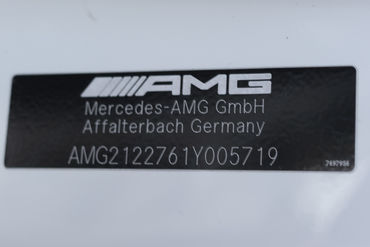 AMG
Mercedes-AMG GmbH
Affalterbach Germany
AMG2122761Y005719